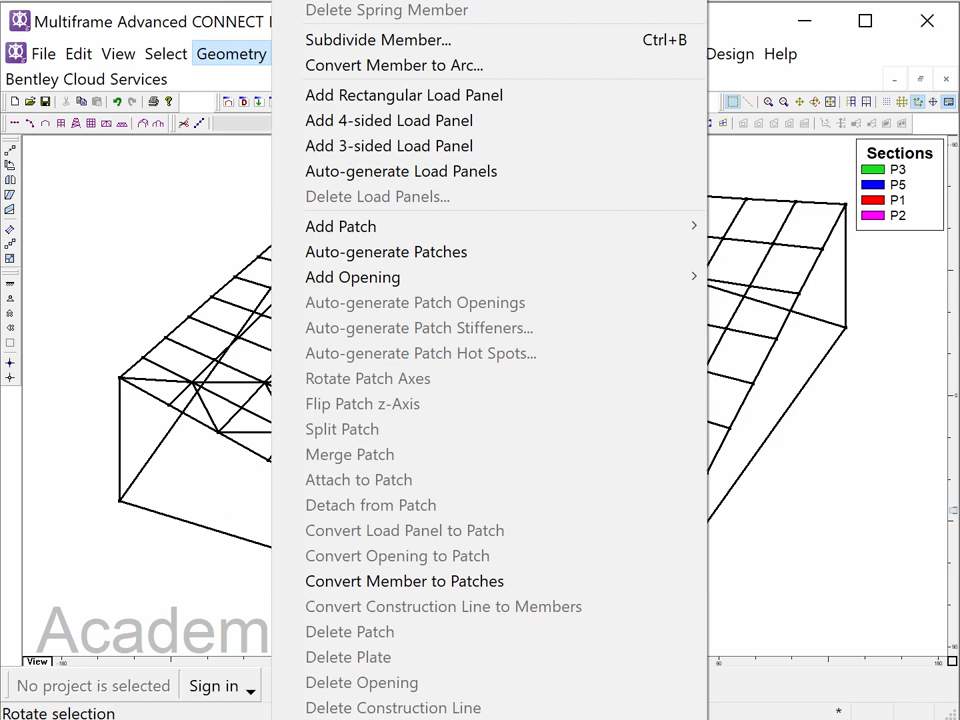 Multiframe Advanced CONNECT
File Edit View Select Geometry Design Help
Bentley Cloud Services
Delete Spring Member
Subdivide Member... Ctrl+B
Convert Member to Arc...
Add Rectangular Load Panel
Add 4-sided Load Panel
Add 3-sided Load Panel
Auto-generate Load Panels
Delete Load Panels...
Add Patch
Auto-generate Patches
Add Opening
Auto-generate Patch Openings
Auto-generate Patch Stiffeners...
Auto-generate Patch Hot Spots...
Rotate Patch Axes
Flip Patch z-Axis
Split Patch
Merge Patch
Attach to Patch
Detach from Patch
Convert Load Panel to Patch
Convert Opening to Patch
Convert Member to Patches
Convert Construction Line to Members
Delete Patch
Delete Plate
Delete Opening
Delete Construction Line
Sections
P3
P5
P1
P2
Academ
View -180 90 180
No project is selected Sign in
Rotate selection *